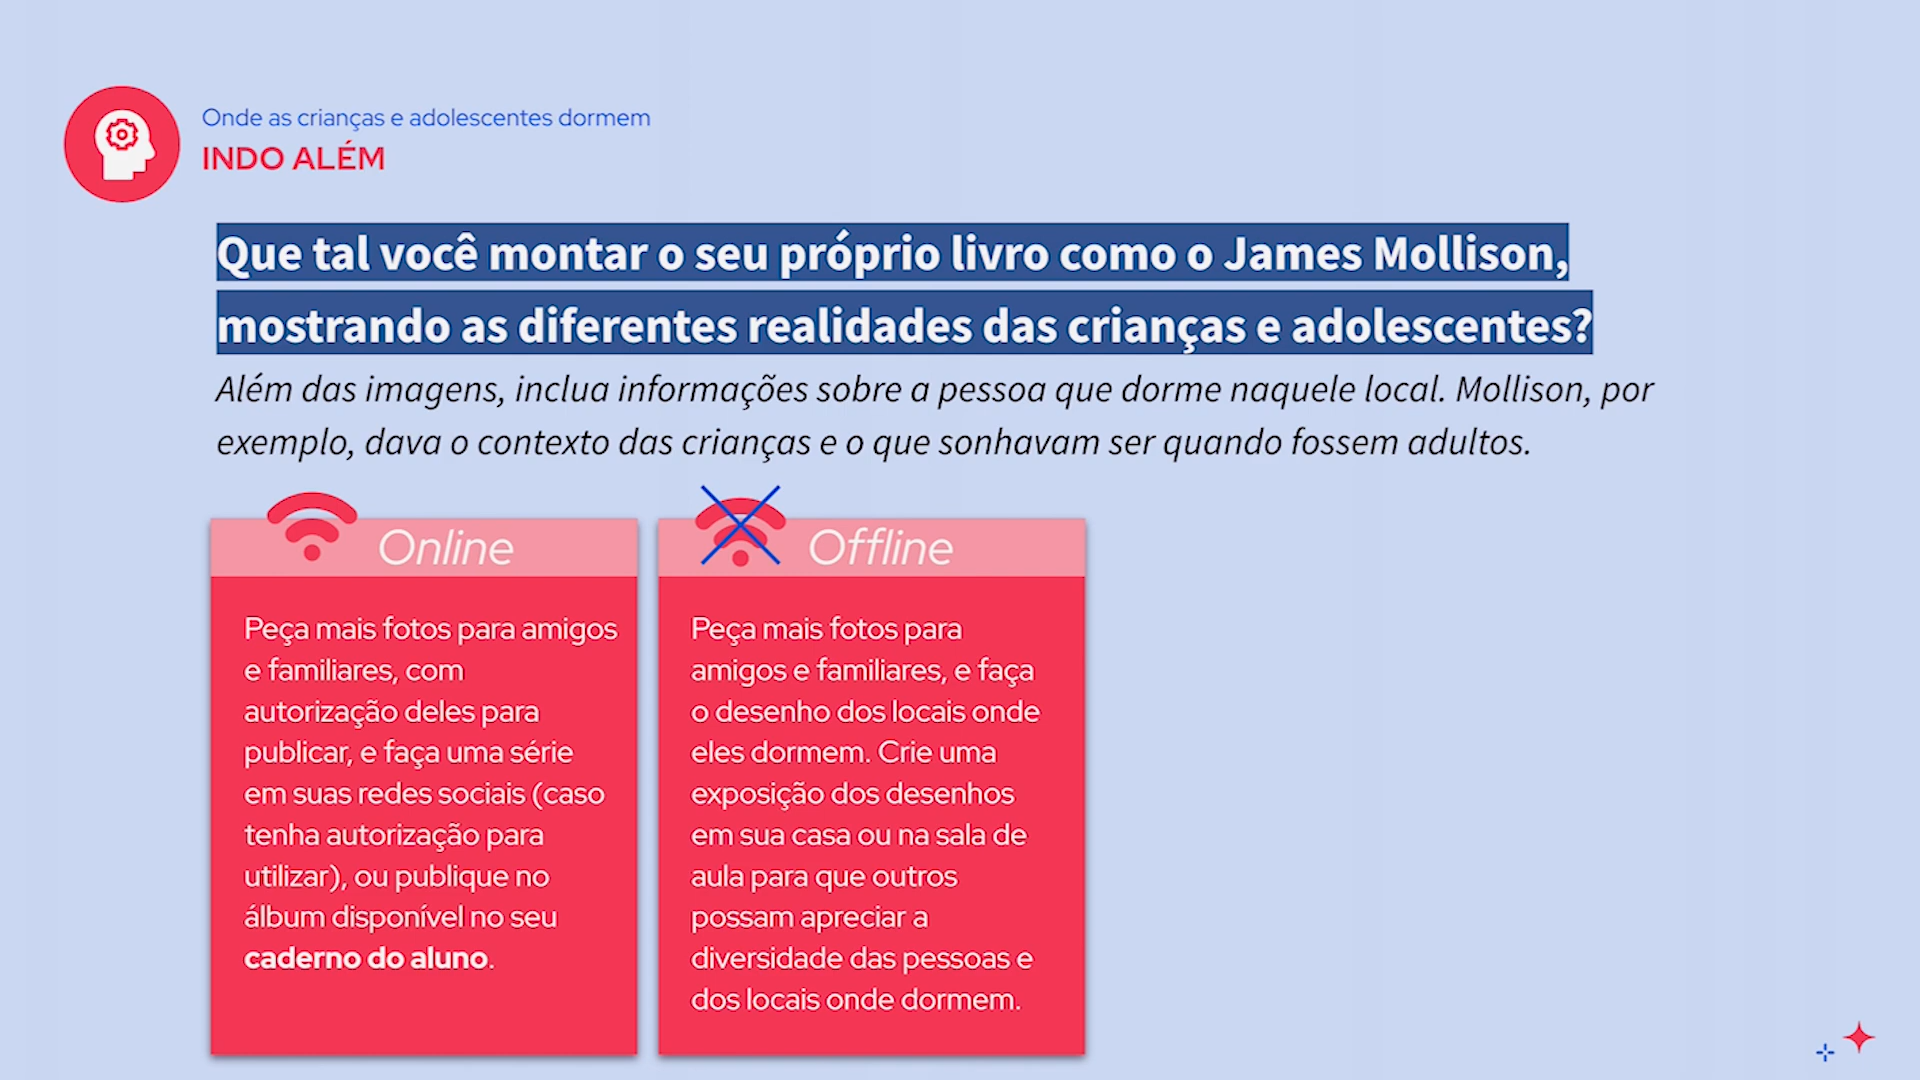 Onde as crianças e adolescentes dormem
INDO ALÉM
Que tal você montar o seu próprio livro como o James Mollison,
mostrando as diferentes realidades das crianças e adolescentes?
Além das imagens, inclua informações sobre a pessoa que dorme naquele local. Mollison, por
exemplo, dava o contexto das crianças e o que sonhavam ser quando fossem adultos.
Online
Peça mais fotos para amigos
e familiares, com
autorização deles para
publicar, e faça uma série
em suas redes sociais (caso
tenha autorização para
utilizar), ou publique no
álbum disponível no seu
caderno do aluno.
Offline
Peça mais fotos para
amigos e familiares, e faça
o desenho dos locais onde
eles dormem. Crie uma
exposição dos desenhos
em sua casa ou na sala de
aula para que outros
possam apreciar a
diversidade das pessoas e
dos locais onde dormem.